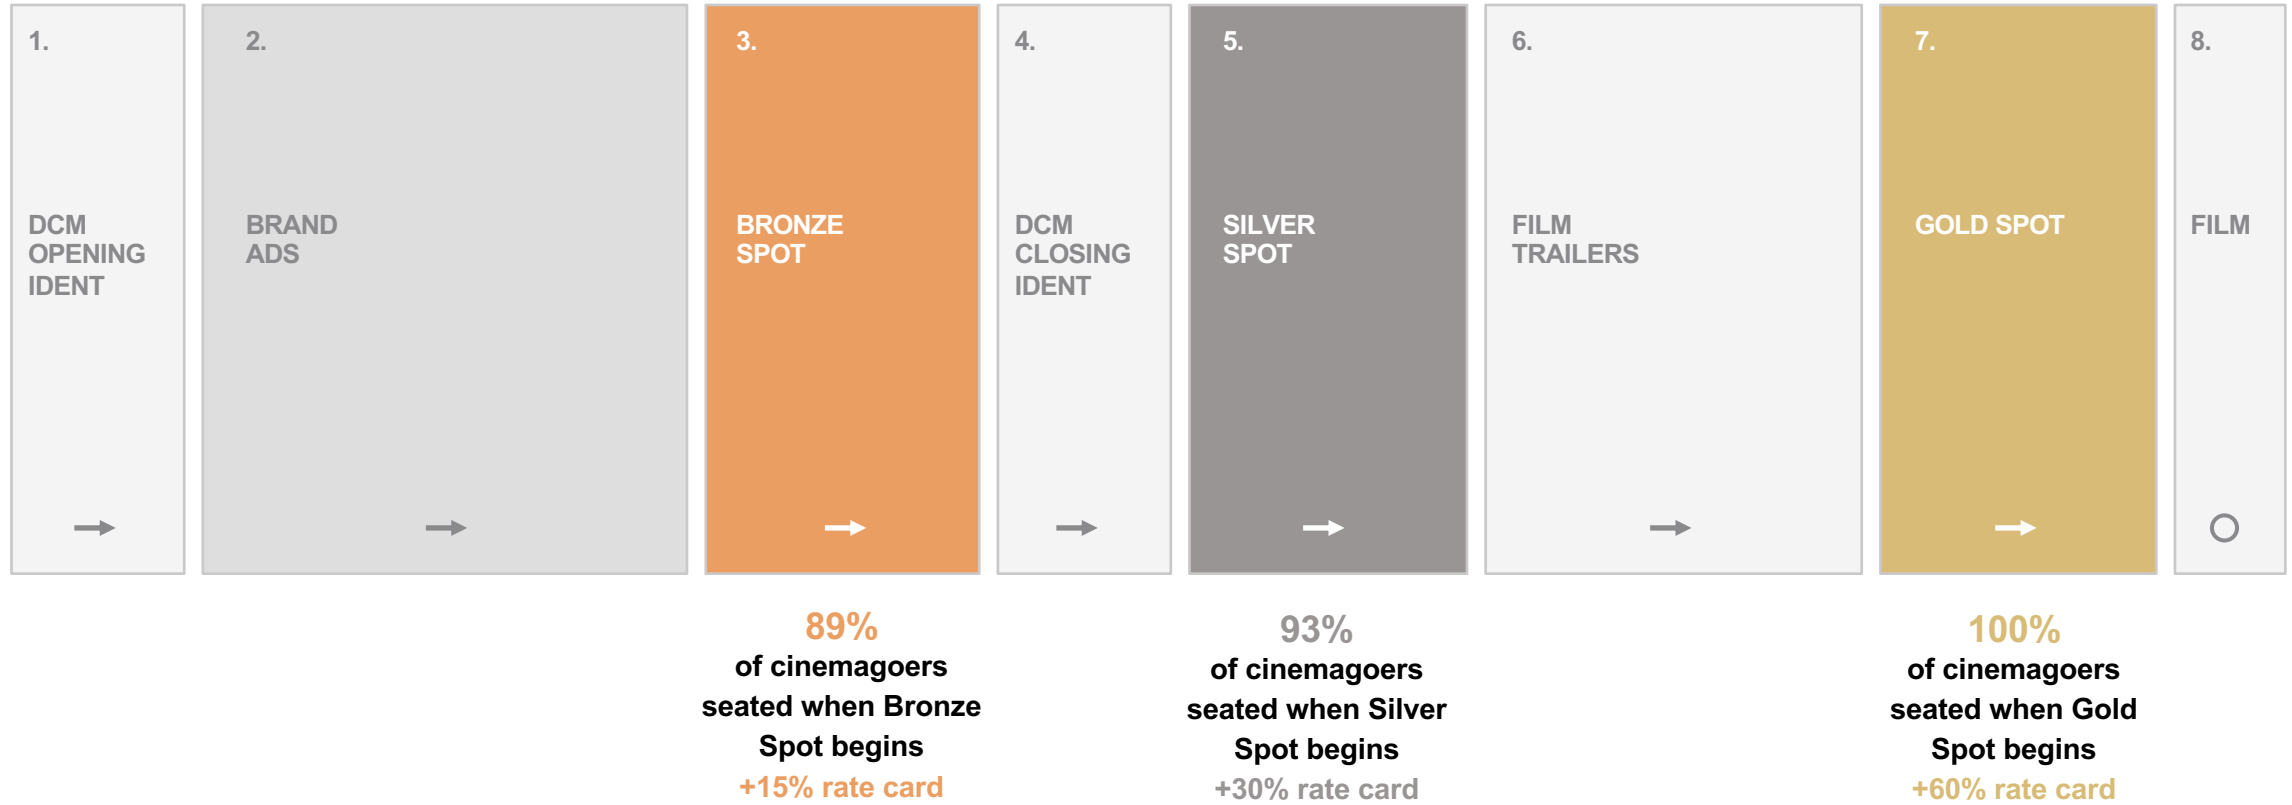 1.
DCM
OPENING
IDENT
2.
BRAND
ADS
3.
BRONZE
SPOT
4.
DCM
CLOSING
IDENT
5.
SILVER
SPOT
6.
FILM
TRAILERS
7.
GOLD SPOT
8.
FILM
89%
of cinemagoers
seated when Bronze
Spot begins
+15% rate card
93%
of cinemagoers
seated when Silver
Spot begins
+30% rate card
100%
of cinemagoers
seated when Gold
Spot begins
+60% rate card